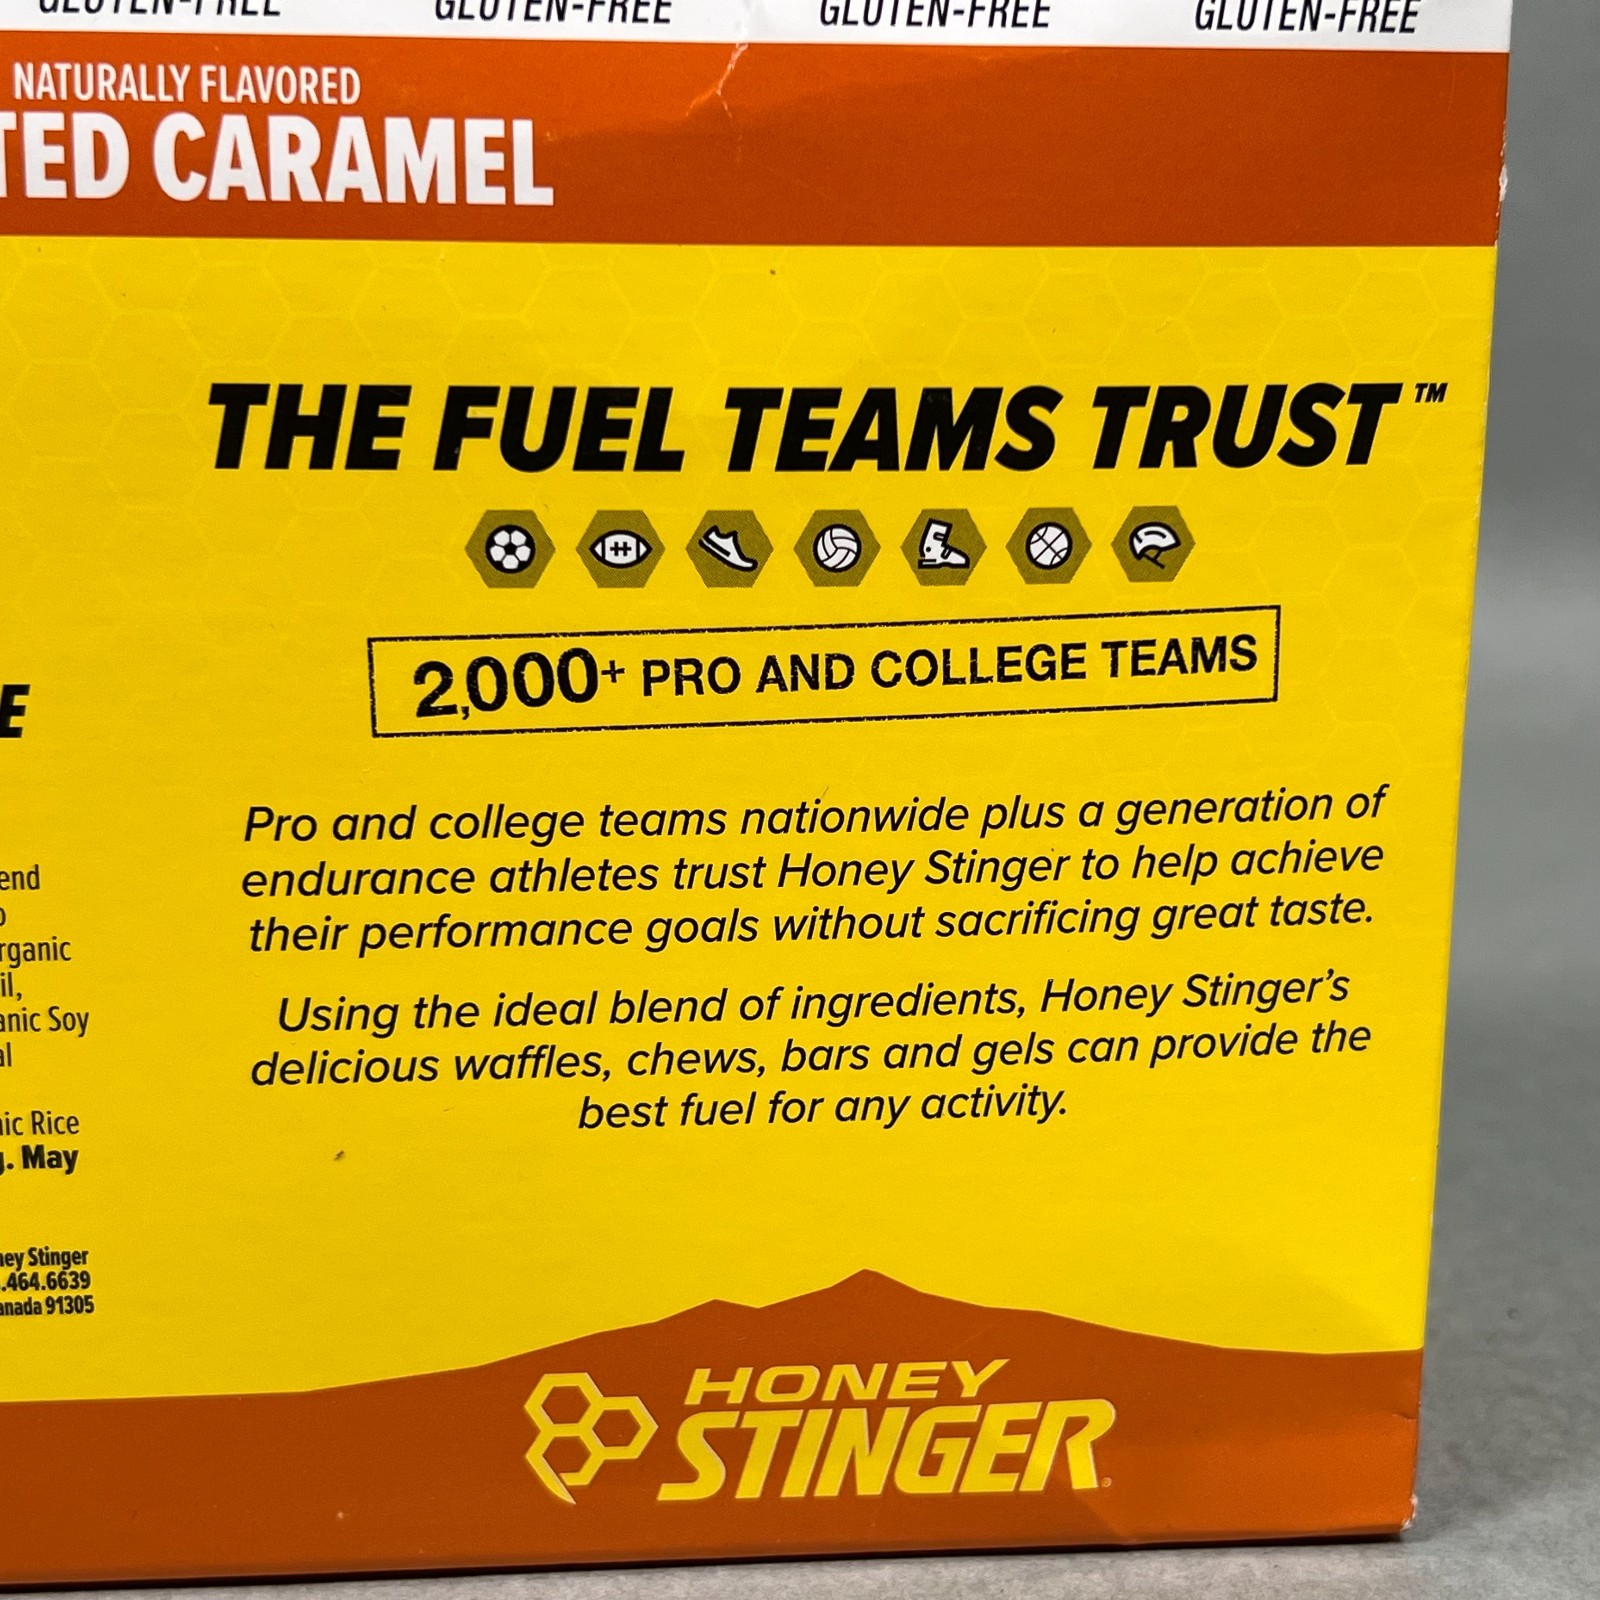 GLUTEN-FREE GLUTEN-FREE GLUTEN-FREE GLUTEN-FREE
NATURALLY FLAVORED
TED CARAMEL
THE FUEL TEAMS TRUST™
2,000+ PRO AND COLLEGE TEAMS
E
Pro and college teams nationwide plus a generation of
endurance athletes trust Honey Stinger to help achieve
their performance goals without sacrificing great taste.
Using the ideal blend of ingredients, Honey Stinger's
delicious waffles, chews, bars and gels can provide the
best fuel for any activity.
end
rganic
il,
anic Soy
al
ic Rice
. May
ey Stinger
.464.6639
anada 91305
HONEY
STINGER